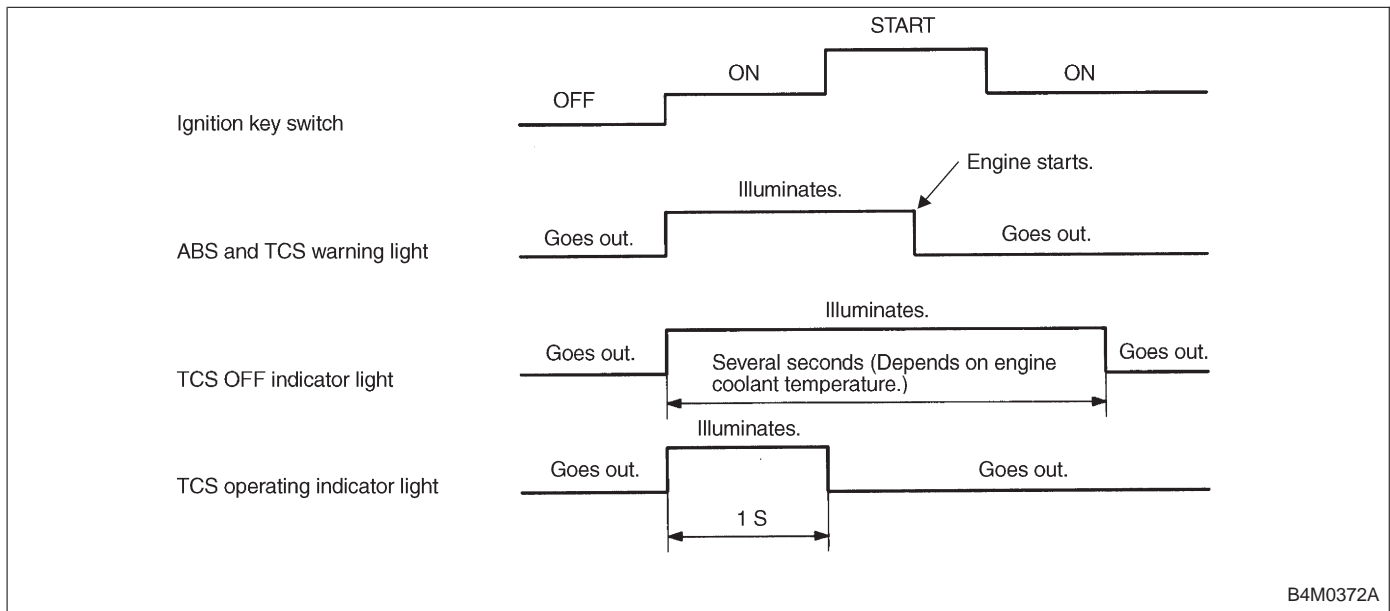 START
ON
ON
OFF
Ignition key switch
Engine starts.
Illuminates.
Goes out.
Goes out.
ABS and TCS warning light
Illuminates.
Goes out.
Several seconds (Depends on engine
coolant temperature.)
Goes out.
TCS OFF indicator light
Illuminates.
Goes out.
Goes out.
TCS operating indicator light
1 S
B4M0372A